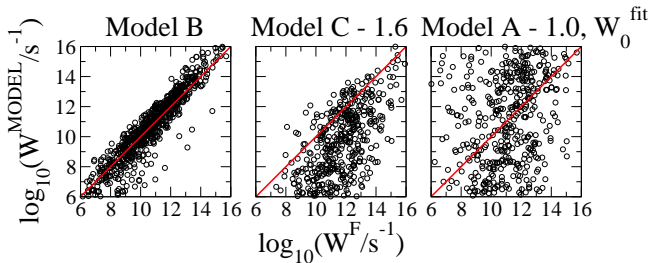 Model B Model C - 1.6 Model A - 1.0, W₀ᶠⁱᵗ
log₁₀(Wᴹᴼᴰᴱᴸ/s⁻¹)
16
14
12
11
10
8
6
6 8 10 12 14 16 6 8 10 12 14 16 6 8 10 12 14 16
log₁₀(Wᶠ/s⁻¹)